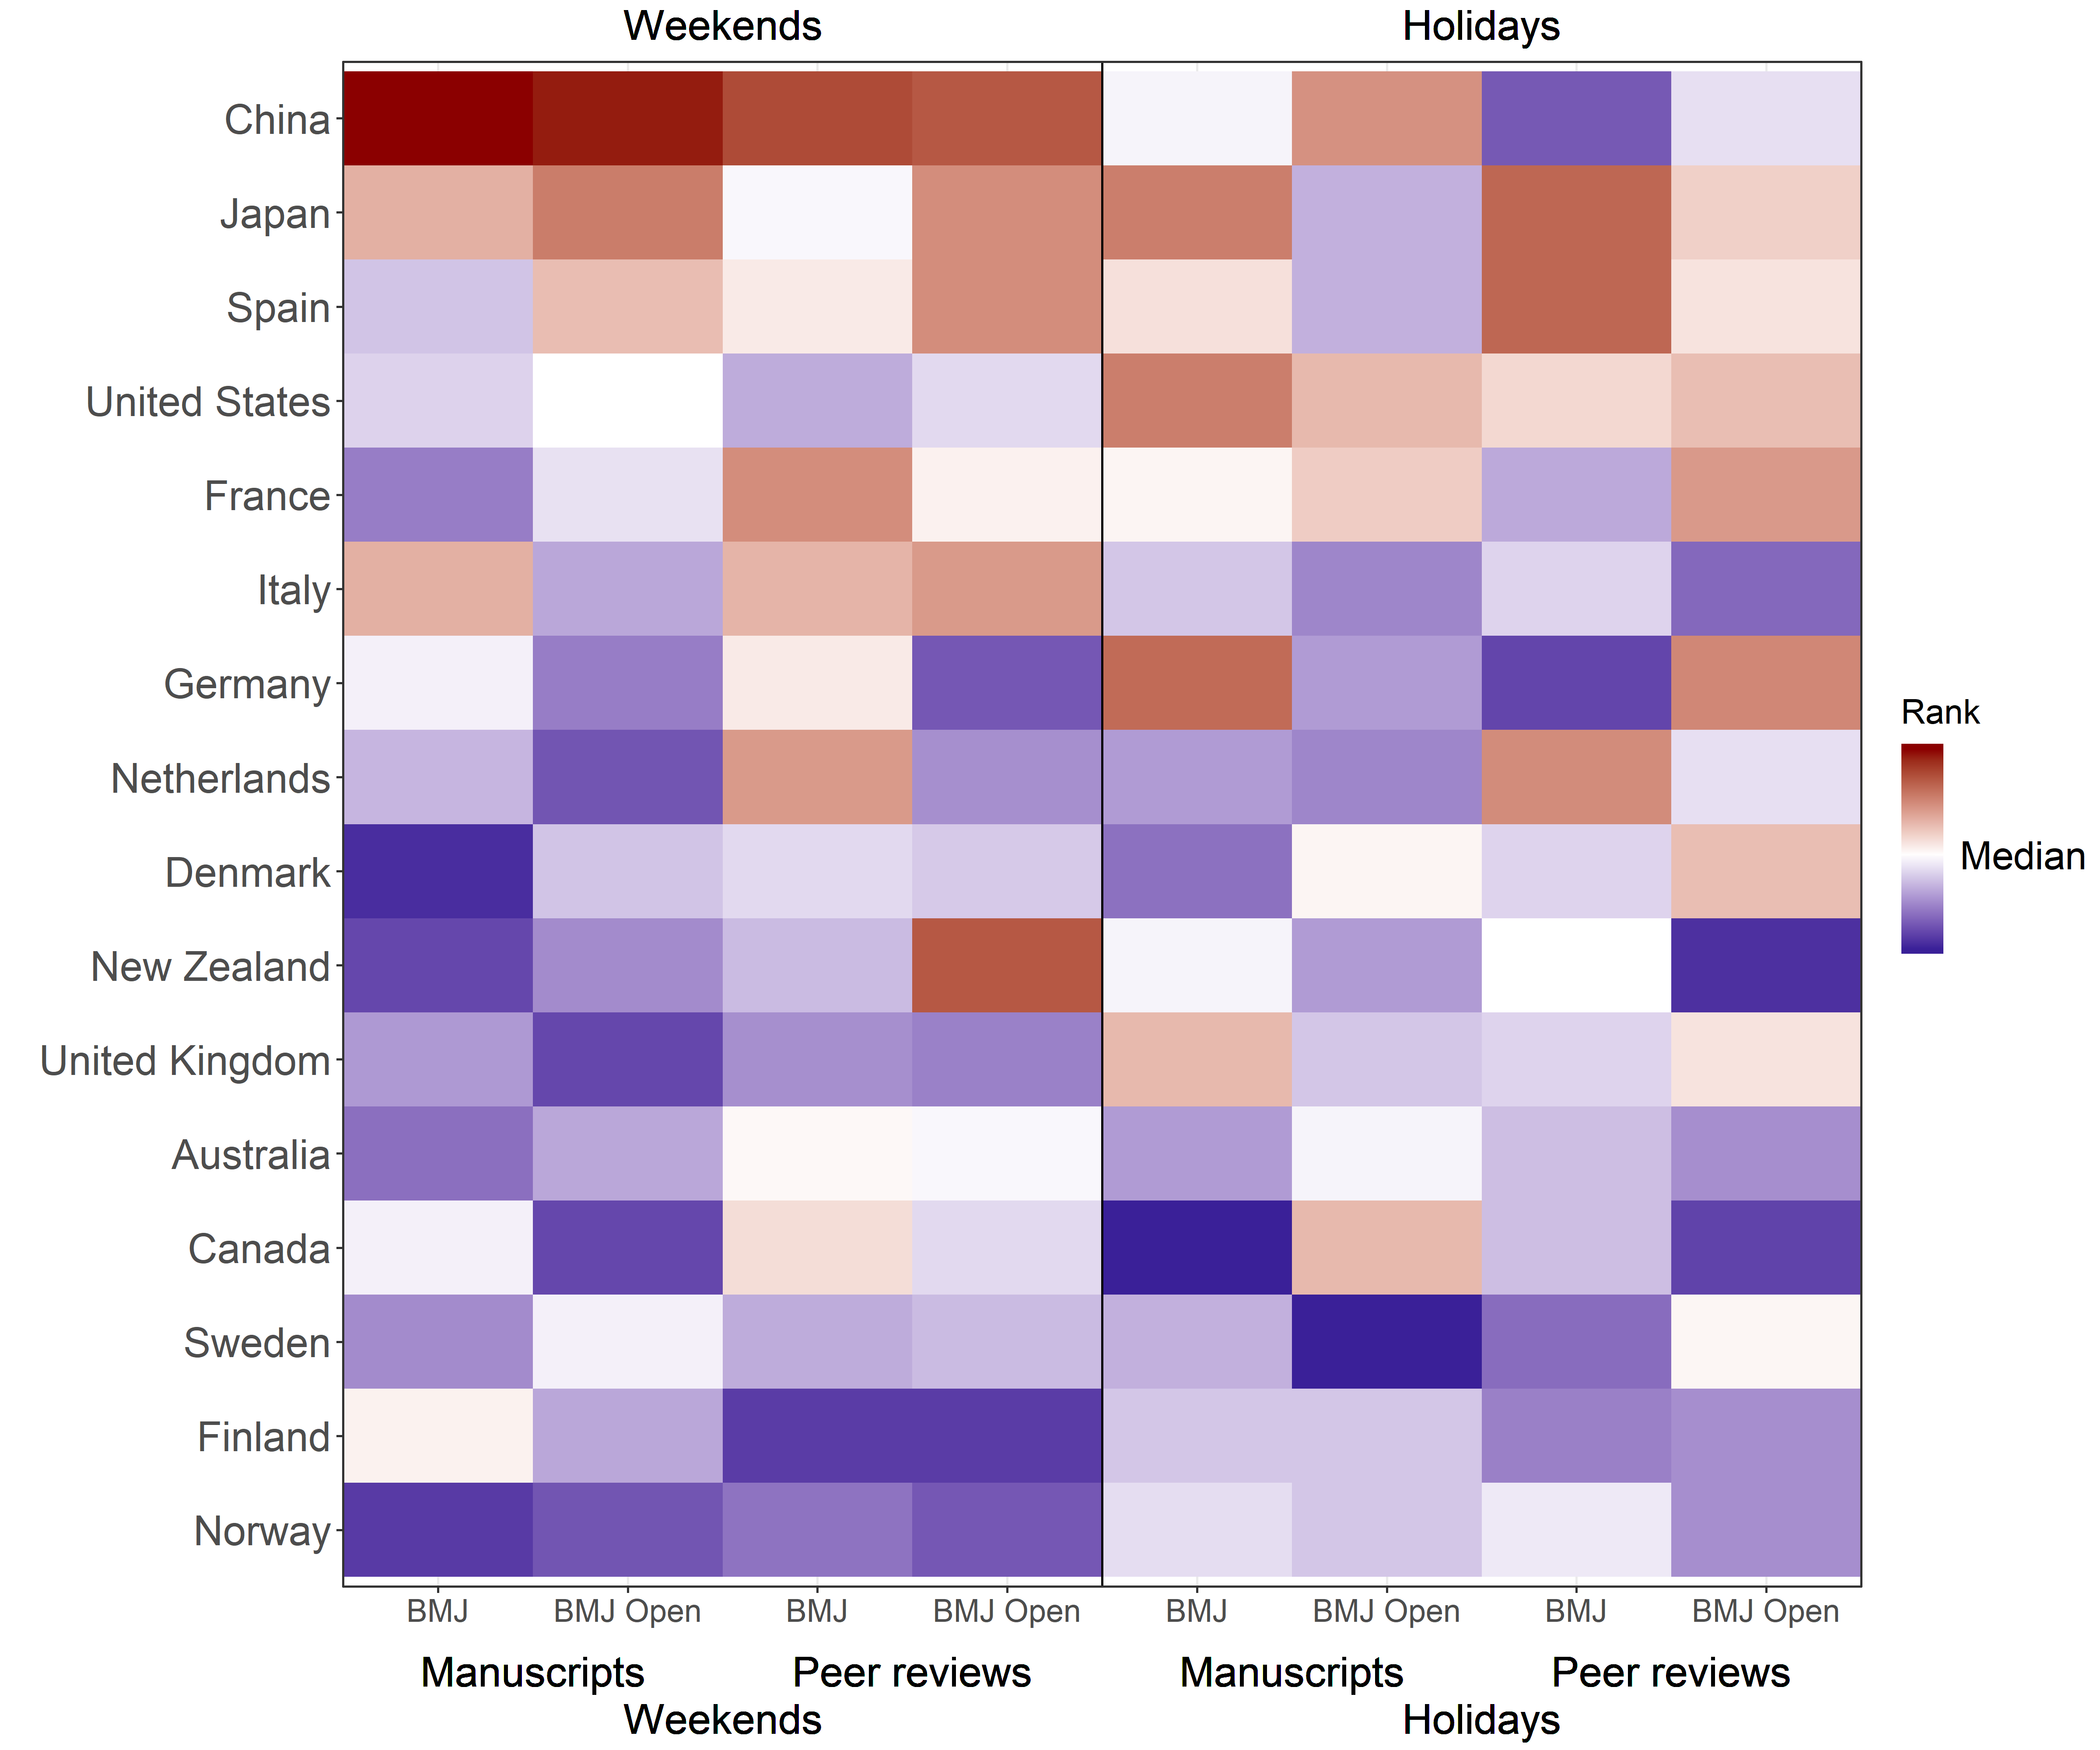 Weekends Holidays
China
Japan
Spain
United States
France
Italy
Germany
Netherlands
Denmark
New Zealand
United Kingdom
Australia
Canada
Sweden
Finland
Norway
Rank
Median
BMJ BMJ Open BMJ BMJ Open BMJ BMJ Open BMJ BMJ Open
Manuscripts Peer reviews Manuscripts Peer reviews
Weekends Holidays